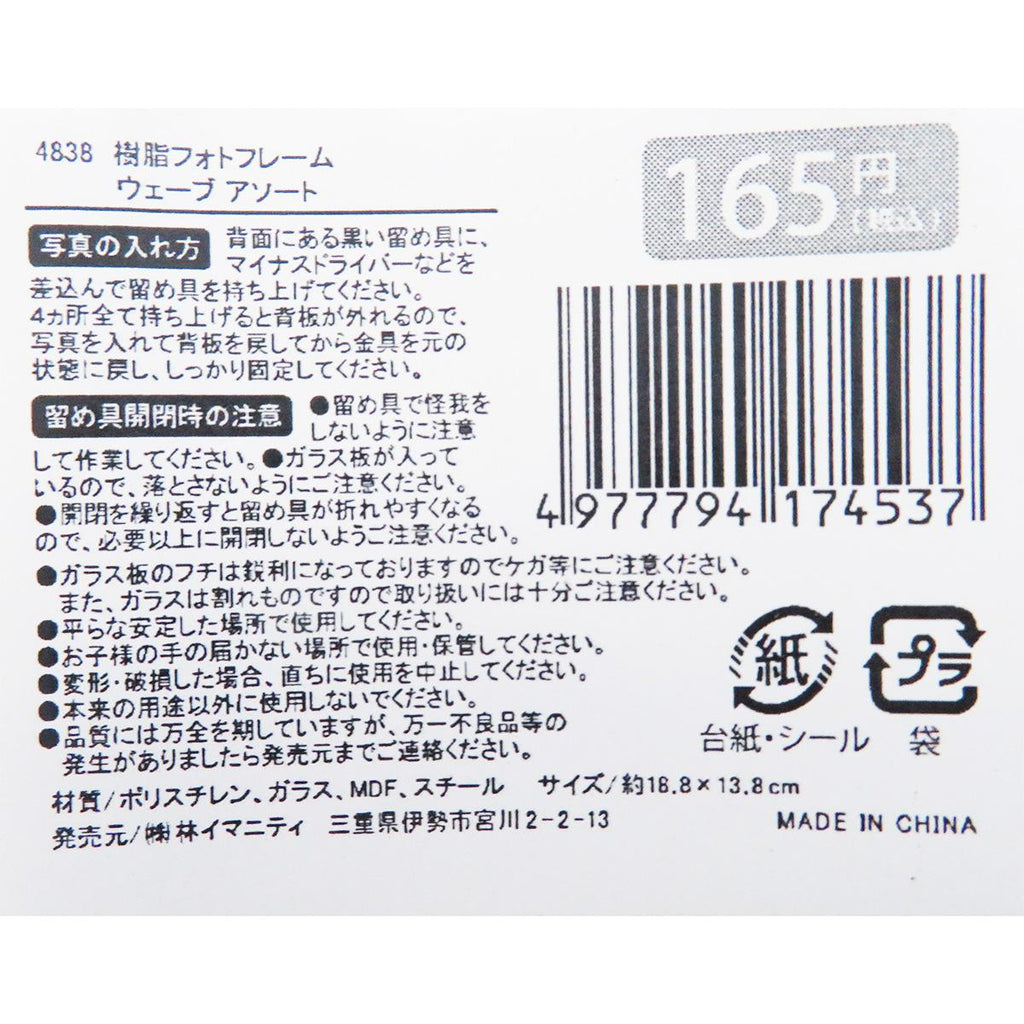 4838 樹脂フォトフレーム
ウェーブ アソート
165円
(税込)
写真の入れ方 背面にある黒い留め具に、
マイナスドライバーなどを
差込んで留め具を持ち上げてください。
4ヵ所全て持ち上げると背板が外れるので、
写真を入れて背板を戻してから金具を元の
状態に戻し、しっかり固定してください。
留め具開閉時の注意 ●留め具で怪我を
しないように注意
して作業してください。●ガラス板が入って
いるので、落とさないようにご注意ください。
●開閉を繰り返すと留め具が折れやすくなる
ので、必要以上に開閉しないようご注意ください。
4 977794 174537
●ガラス板のフチは鋭利になっておりますのでケガ等にご注意ください。
また、ガラスは割れものですので取り扱いには十分ご注意ください。
●平らな安定した場所で使用してください。
●お子様の手の届かない場所で使用・保管してください。
●変形・破損した場合、直ちに使用を中止してください。
●本来の用途以外に使用しないでください。
●品質には万全を期していますが、万一不良品等の
発生がありましたら発売元までご連絡ください。
紙 プラ
台紙・シール 袋
材質/ポリスチレン、ガラス、MDF、スチール サイズ/約18.8×13.8cm
発売元/㈱林イマニティ 三重県伊勢市宮川2-2-13
MADE IN CHINA